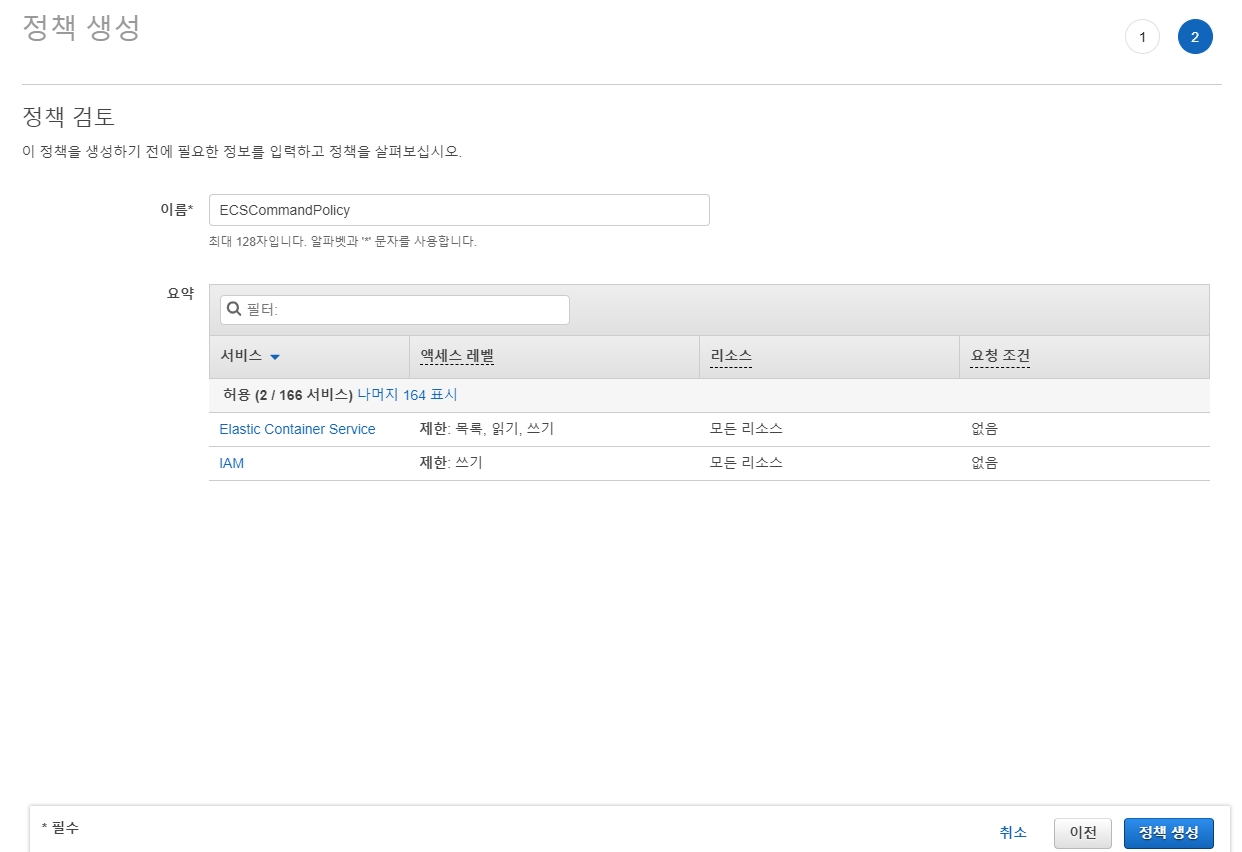 정책 생성
1 2
정책 검토
이 정책을 생성하기 전에 필요한 정보를 입력하고 정책을 살펴보십시오.
이름* ECSCommandPolicy
최대 128자입니다. 알파벳과 '*' 문자를 사용합니다.
요약 필터:
서비스 액세스 레벨 리소스 요청 조건
허용 (2 / 166 서비스) 나머지 164 표시
Elastic Container Service 제한: 목록, 읽기, 쓰기 모든 리소스 없음
IAM 제한: 쓰기 모든 리소스 없음
* 필수 취소 이전 정책 생성